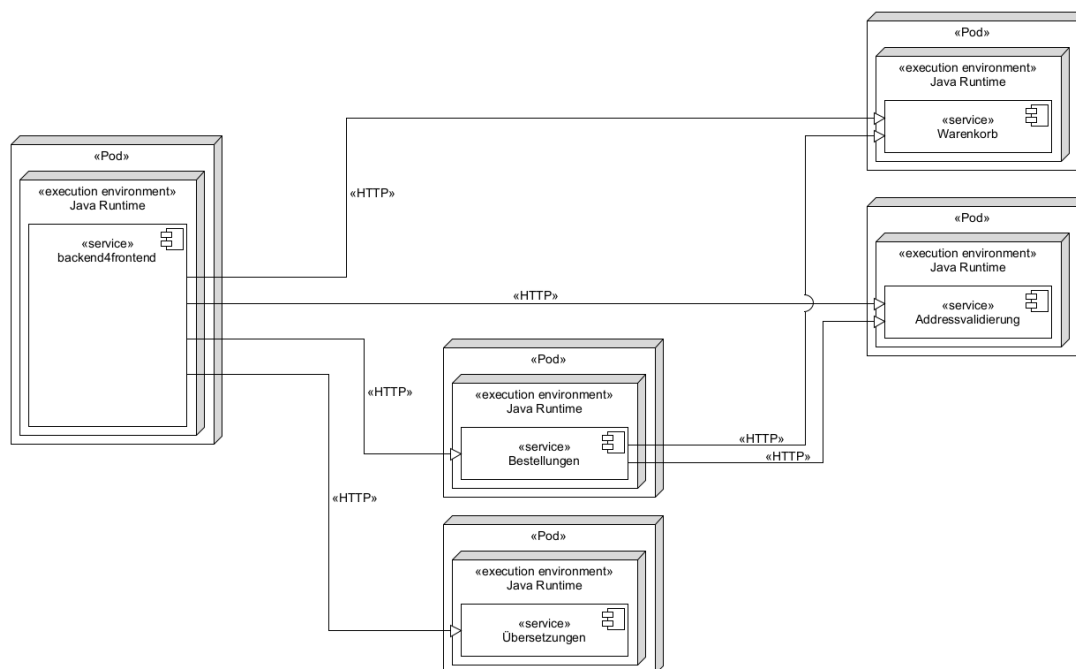 «Pod»
«execution environment»
Java Runtime
«service»
Warenkorb
«Pod»
«execution environment»
Java Runtime
«service»
backend4frontend
«HTTP»
«Pod»
«execution environment»
Java Runtime
«service»
Addressvalidierung
«HTTP»
«Pod»
«execution environment»
Java Runtime
«service»
Bestellungen
«HTTP»
«HTTP»
«HTTP»
«HTTP»
«Pod»
«execution environment»
Java Runtime
«service»
Übersetzungen